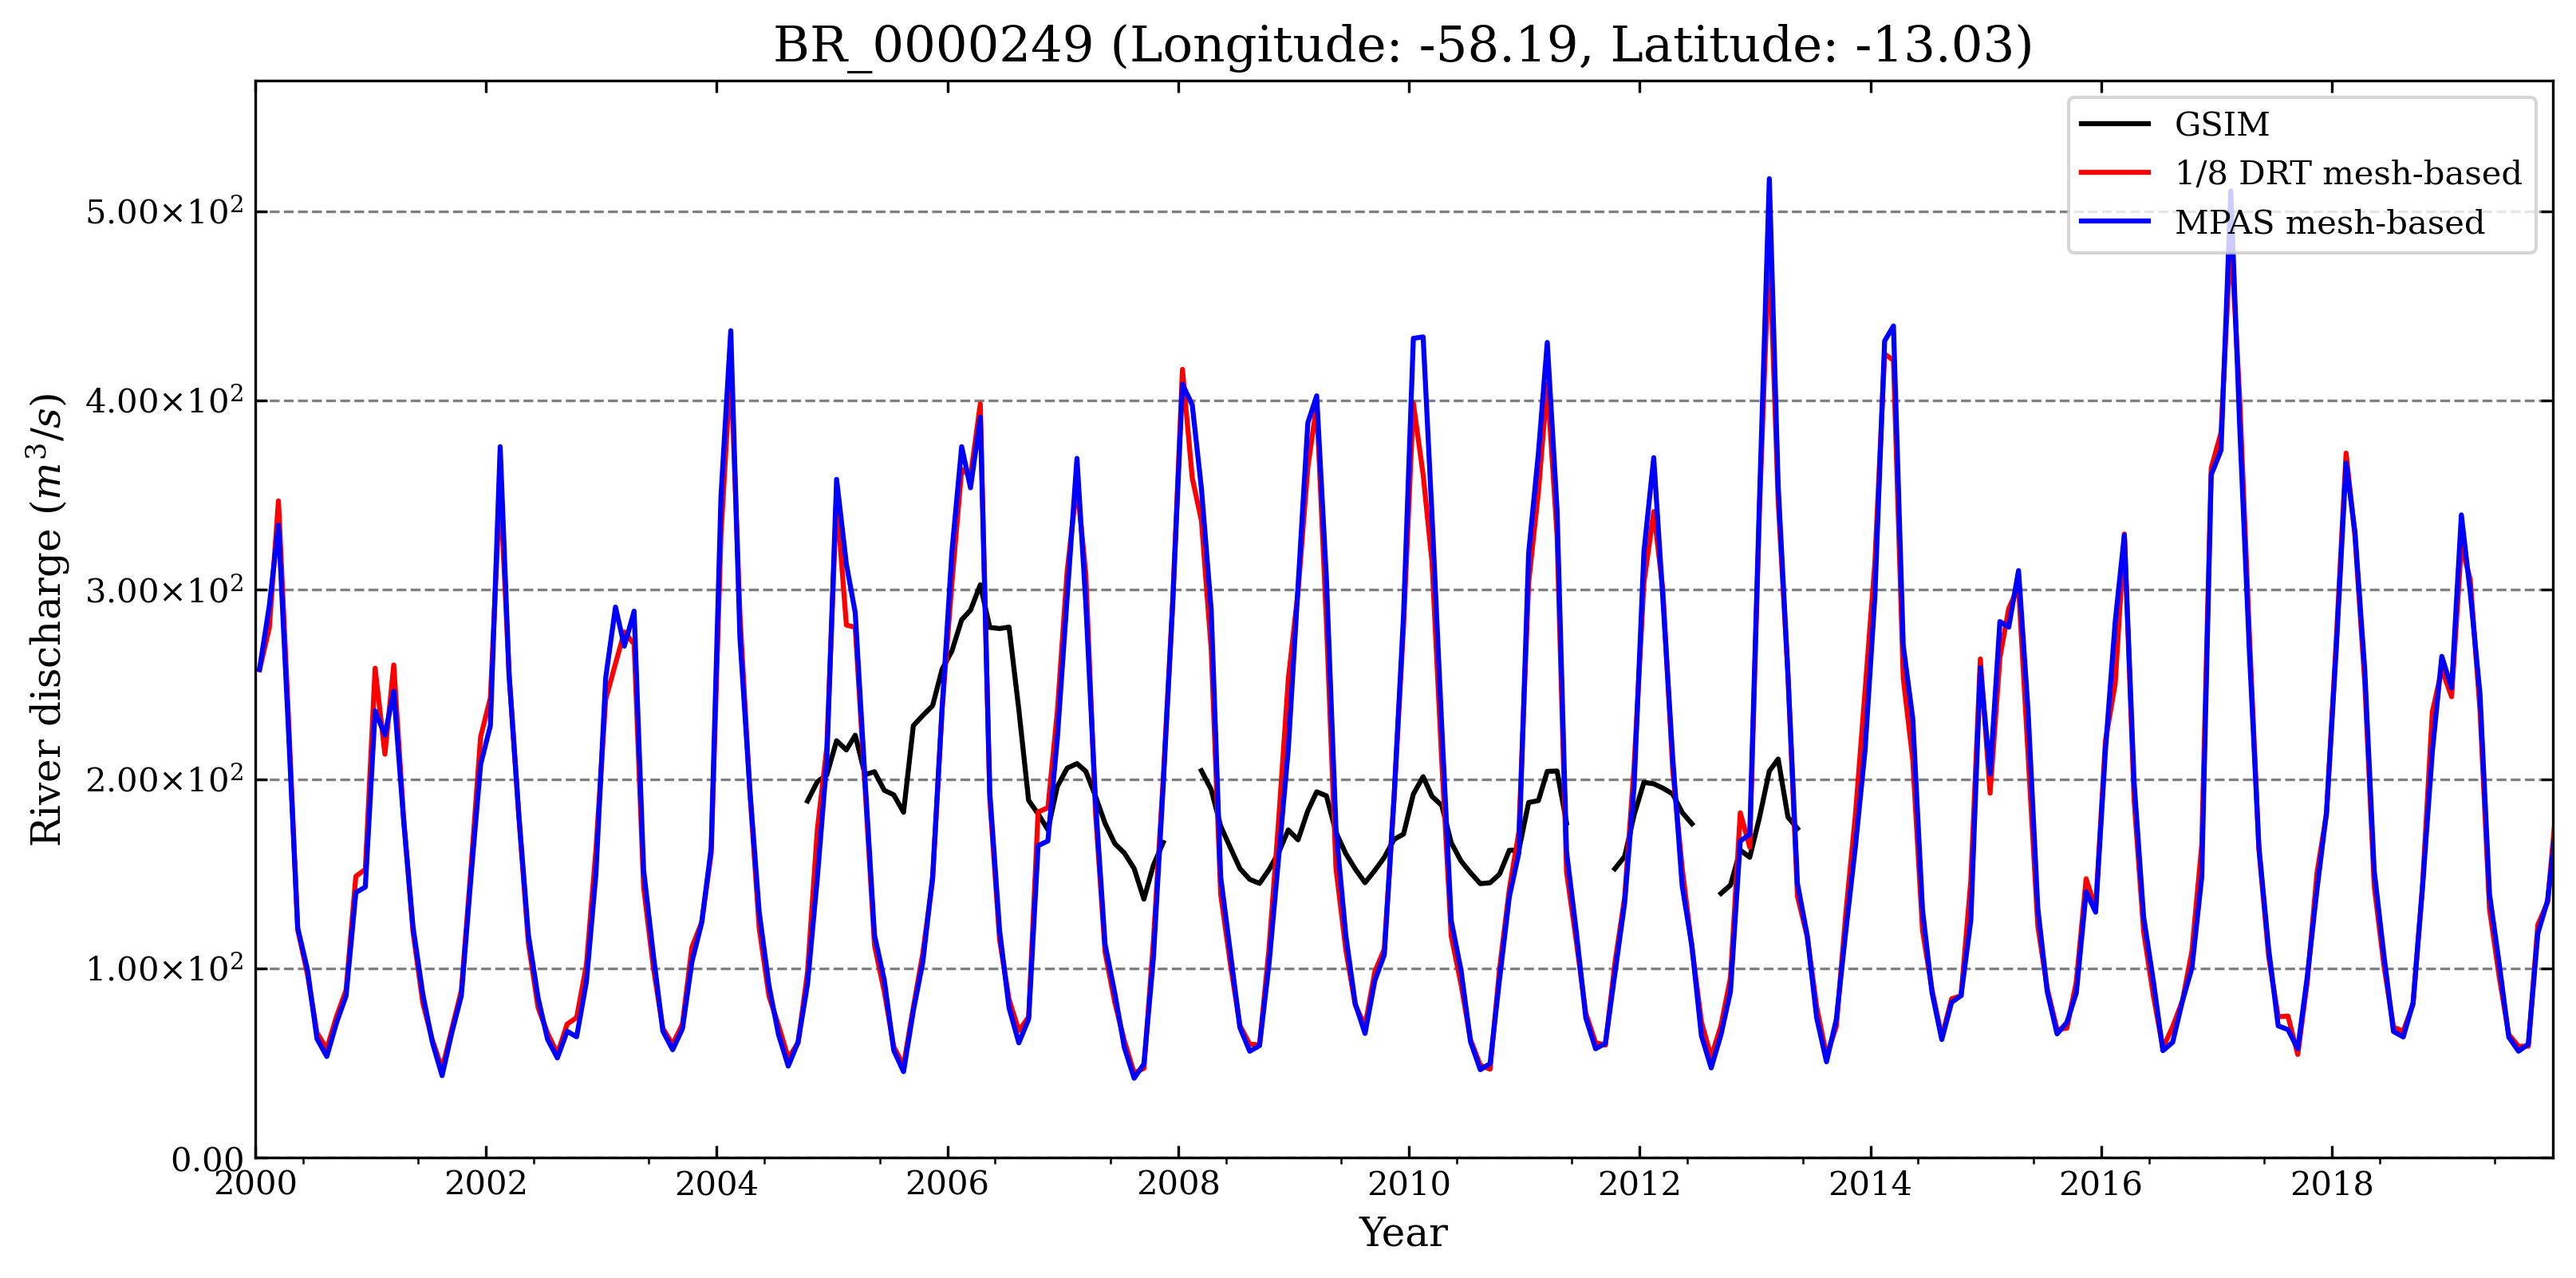 BR_0000249 (Longitude: -58.19, Latitude: -13.03)
GSIM
1/8 DRT mesh-based
MPAS mesh-based
5.00×10²
4.00×10²
3.00×10²
2.00×10²
1.00×10²
0.00
River discharge (m³/s)
2000 2002 2004 2006 2008 2010 2012 2014 2016 2018
Year